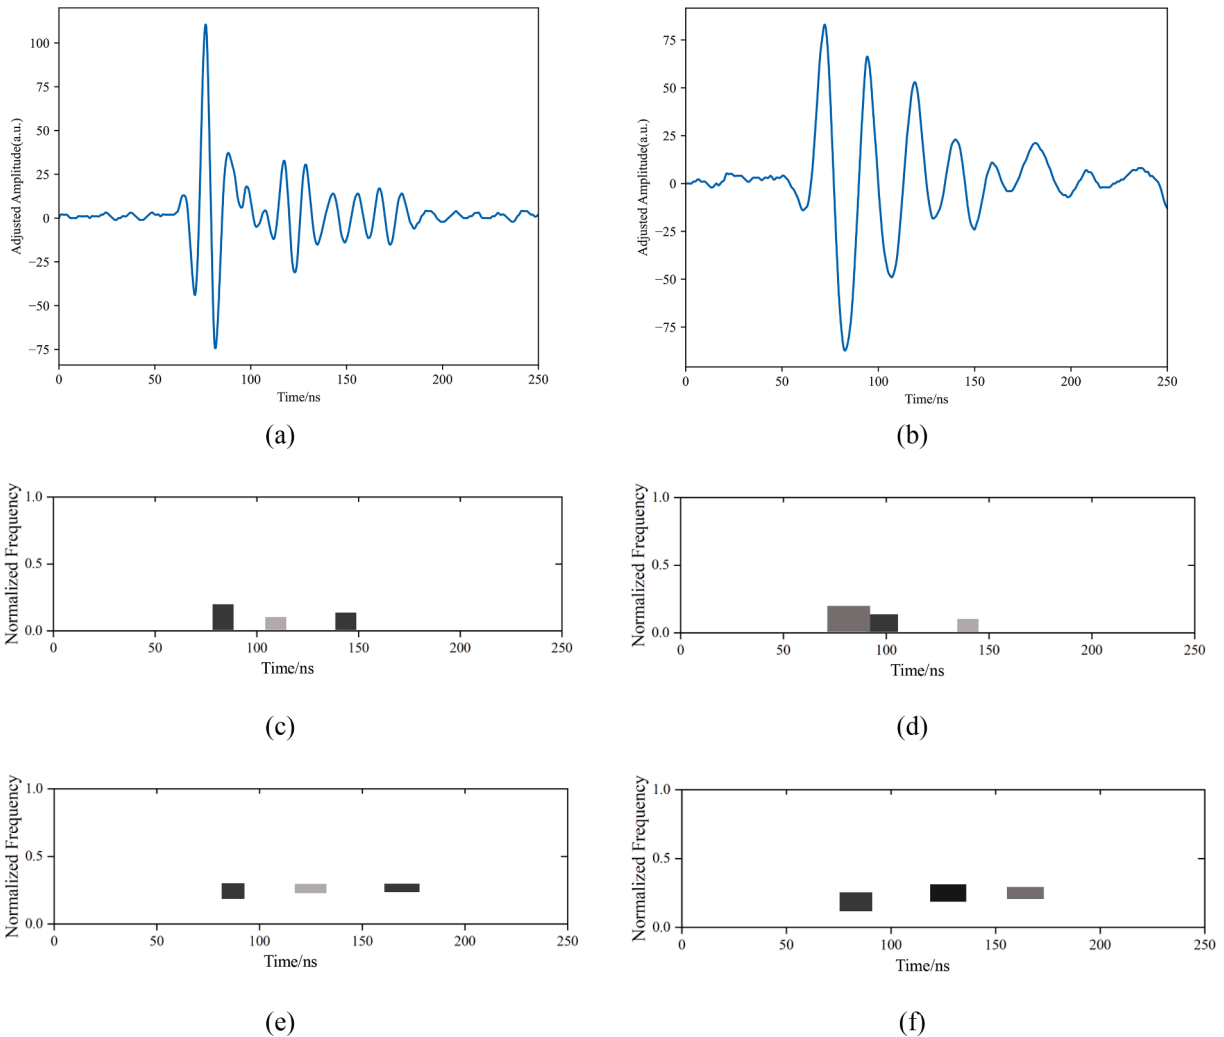 Adjusted Amplitude(a.u.)
100
75
50
25
0
−25
−50
−75
0 50 100 150 200 250
Time/ns
(a)
Adjusted Amplitude(a.u.)
75
50
25
0
−25
−50
−75
0 50 100 150 200 250
Time/ns
(b)
Normalized Frequency
1.0
0.5
0.0
0 50 100 150 200 250
Time/ns
(c)
Normalized Frequency
1.0
0.5
0.0
0 50 100 150 200 250
Time/ns
(d)
Normalized Frequency
1.0
0.5
0.0
0 50 100 150 200 250
Time/ns
(e)
Normalized Frequency
1.0
0.5
0.0
0 50 100 150 200 250
Time/ns
(f)